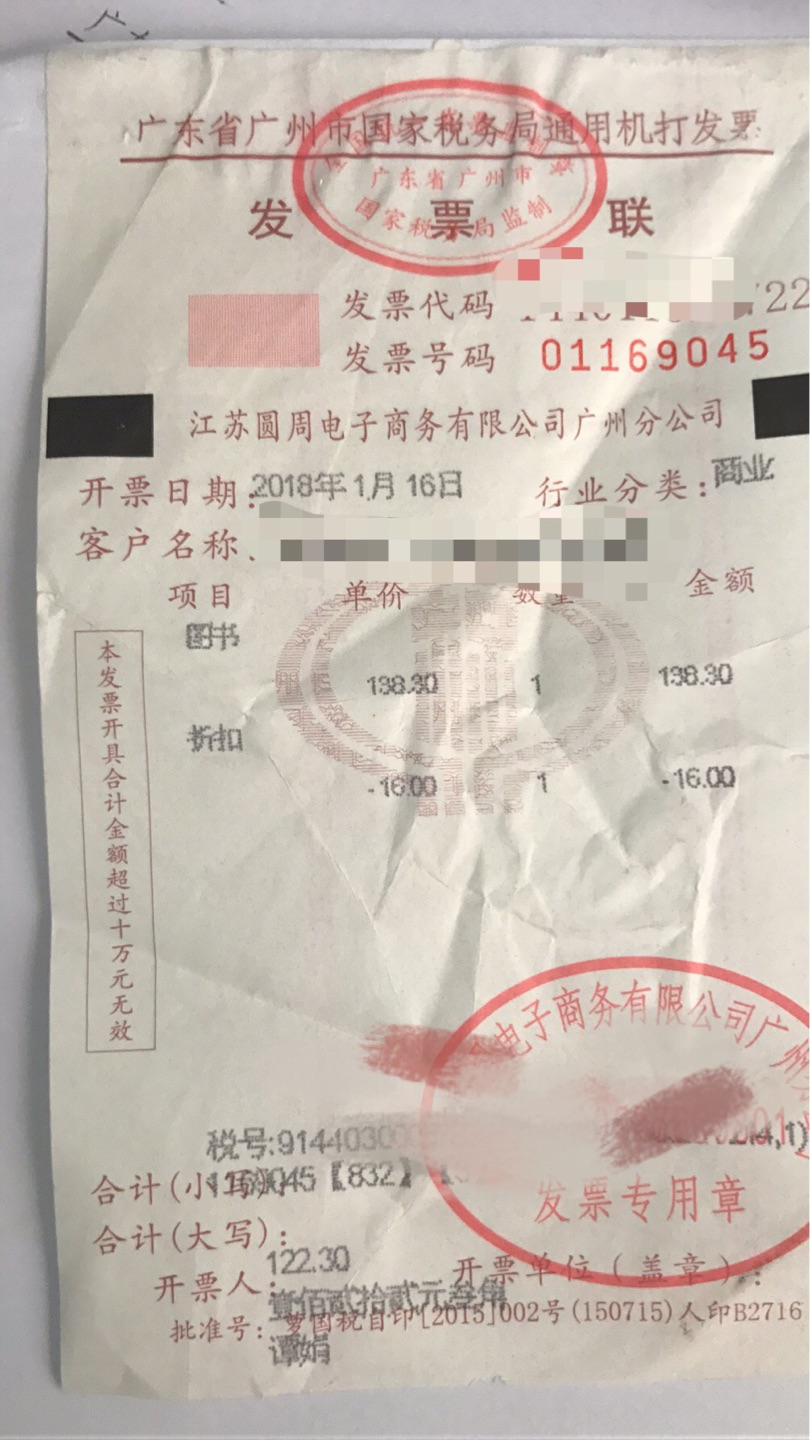 广东省广州市国家税务局通用机打发票
广东省广州市
国家税务局监制
发票联
发票代码
发票号码 01169045
江苏圆周电子商务有限公司广州分公司
开票日期: 2018年1月16日 行业分类: 商业
客户名称
项目 单价 数量 金额
图书
138.30 1 138.30
折扣
-16.00 1 -16.00
本发票开具合计金额超过十万元无效
电子商务有限公司广州
税号:91440300
合计(小写)
1169045【832】
发票专用章
合计(大写):
122.30
开票人: 开票单位(盖章):
壹佰贰拾贰元叁角
批准号: 穗国税自印[2015]002号(150715)人印B2716
谭娟